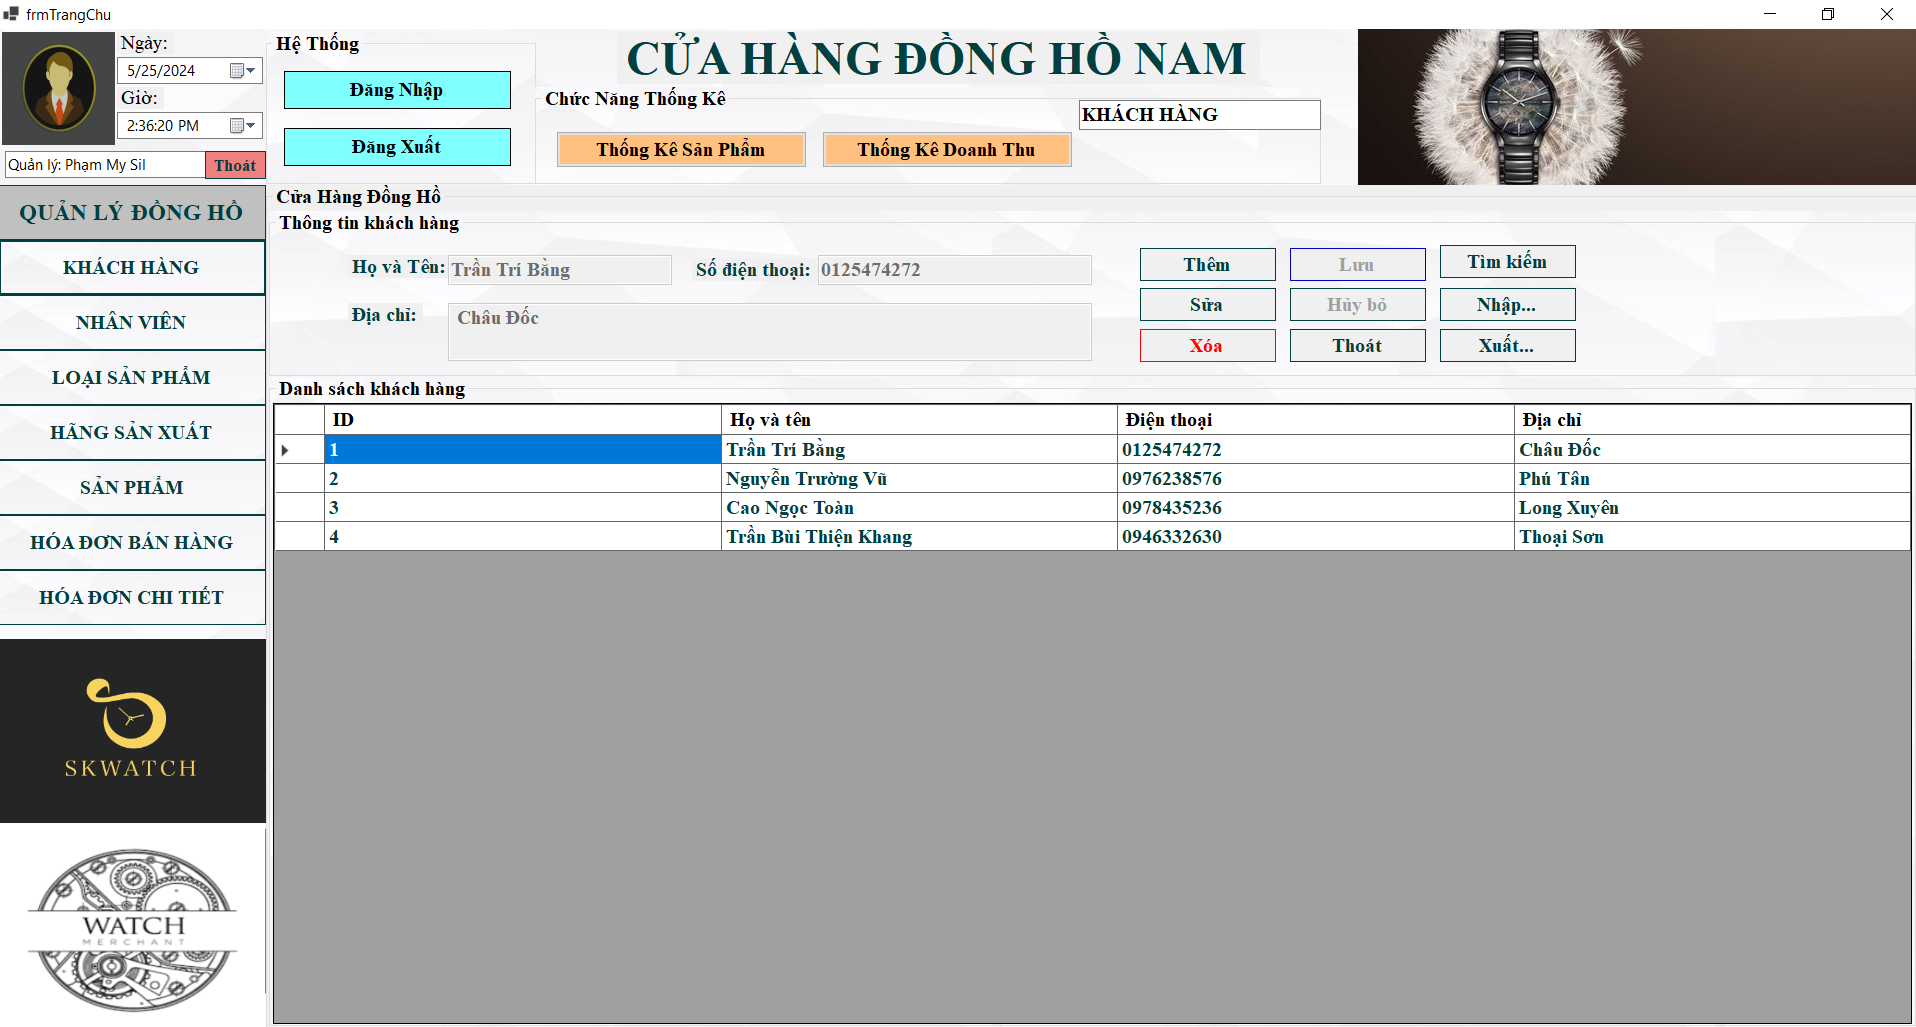 frmTrangChu
Ngày:
5/25/2024
Giờ:
2:36:20 PM
Quản lý: Phạm My Sil
Thoát
Hệ Thống
Đăng Nhập
Đăng Xuất
CỬA HÀNG ĐỒNG HỒ NAM
Chức Năng Thống Kê
KHÁCH HÀNG
Thống Kê Sản Phẩm
Thống Kê Doanh Thu
QUẢN LÝ ĐỒNG HỒ
KHÁCH HÀNG
NHÂN VIÊN
LOẠI SẢN PHẨM
HÃNG SẢN XUẤT
SẢN PHẨM
HÓA ĐƠN BÁN HÀNG
HÓA ĐƠN CHI TIẾT
SKWATCH
WATCH
MERCHANT
Cửa Hàng Đồng Hồ
Thông tin khách hàng
Họ và Tên: Trần Trí Bằng
Số điện thoại: 0125474272
Địa chỉ: Châu Đốc
Thêm Lưu Tìm kiếm
Sửa Hủy bỏ Nhập...
Xóa Thoát Xuất...
Danh sách khách hàng
ID Họ và tên Điện thoại Địa chỉ
1 Trần Trí Bằng 0125474272 Châu Đốc
2 Nguyễn Trường Vũ 0976238576 Phú Tân
3 Cao Ngọc Toàn 0978435236 Long Xuyên
4 Trần Bùi Thiện Khang 0946332630 Thoại Sơn